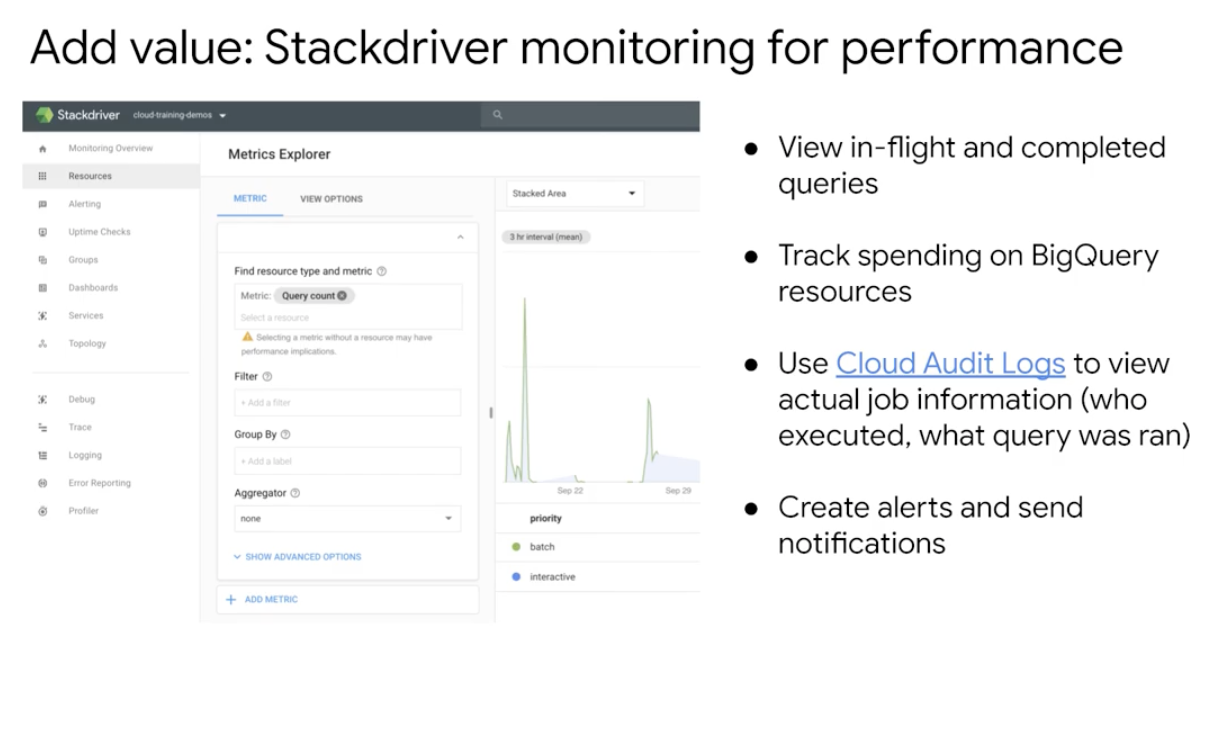 Add value: Stackdriver monitoring for performance
Stackdriver cloud-training-demos
Monitoring Overview
Resources
Alerting
Uptime Checks
Groups
Dashboards
Services
Topology
Debug
Trace
Logging
Error Reporting
Profiler
Metrics Explorer
METRIC VIEW OPTIONS
Find resource type and metric
Metric: Query count
Select a resource
Selecting a metric without a resource may have
performance implications.
Filter
+ Add a filter
Group By
+ Add a label
Aggregator
none
SHOW ADVANCED OPTIONS
+ ADD METRIC
Stacked Area
3 hr interval (mean)
Sep 22 Sep 29
priority
batch
interactive
● View in-flight and completed
queries
● Track spending on BigQuery
resources
● Use Cloud Audit Logs to view
actual job information (who
executed, what query was ran)
● Create alerts and send
notifications